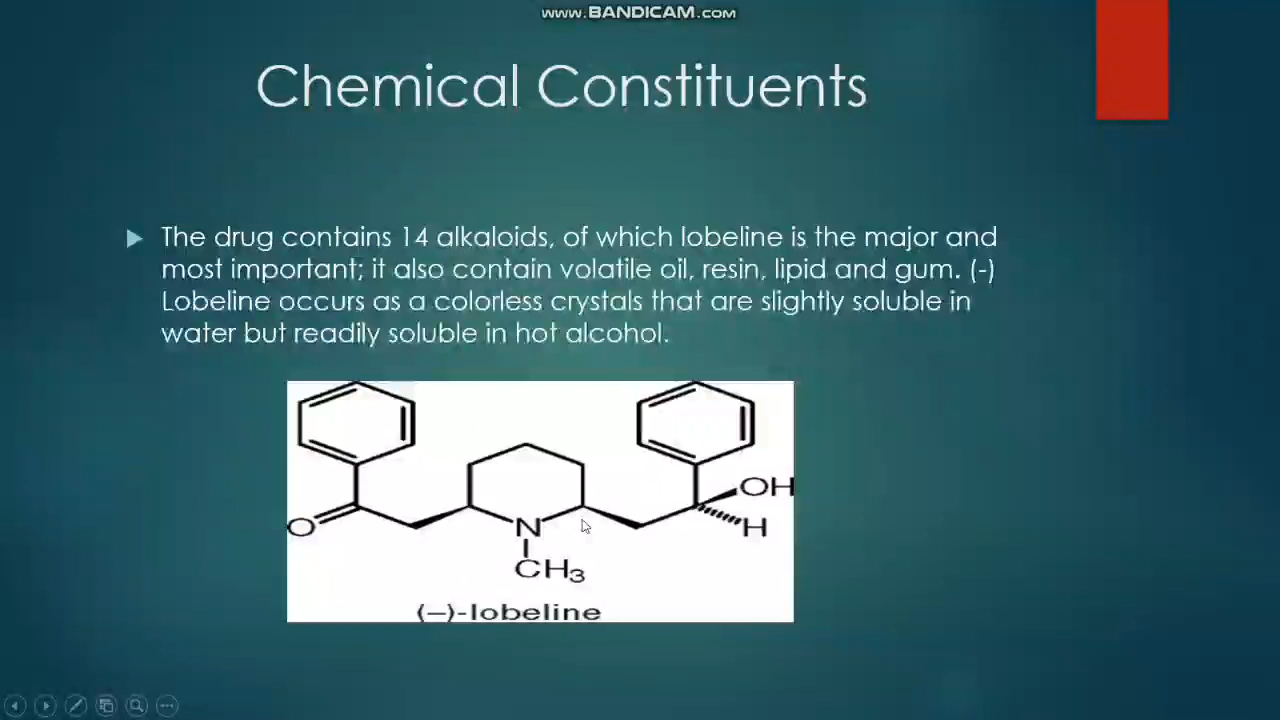 www.BANDICAM.com
Chemical Constituents
The drug contains 14 alkaloids, of which lobeline is the major and
most important; it also contain volatile oil, resin, lipid and gum. (-)
Lobeline occurs as a colorless crystals that are slightly soluble in
water but readily soluble in hot alcohol.
OH
O
N
H
CH3
(–)-lobeline